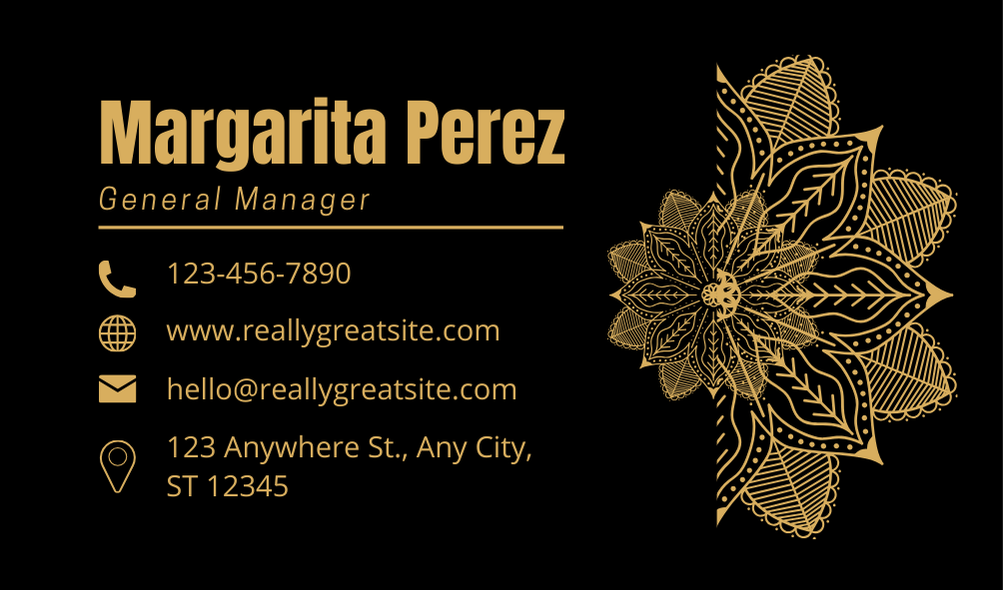 Margarita Perez
General Manager
123-456-7890
www.reallygreatsite.com
hello@reallygreatsite.com
123 Anywhere St., Any City,
ST 12345